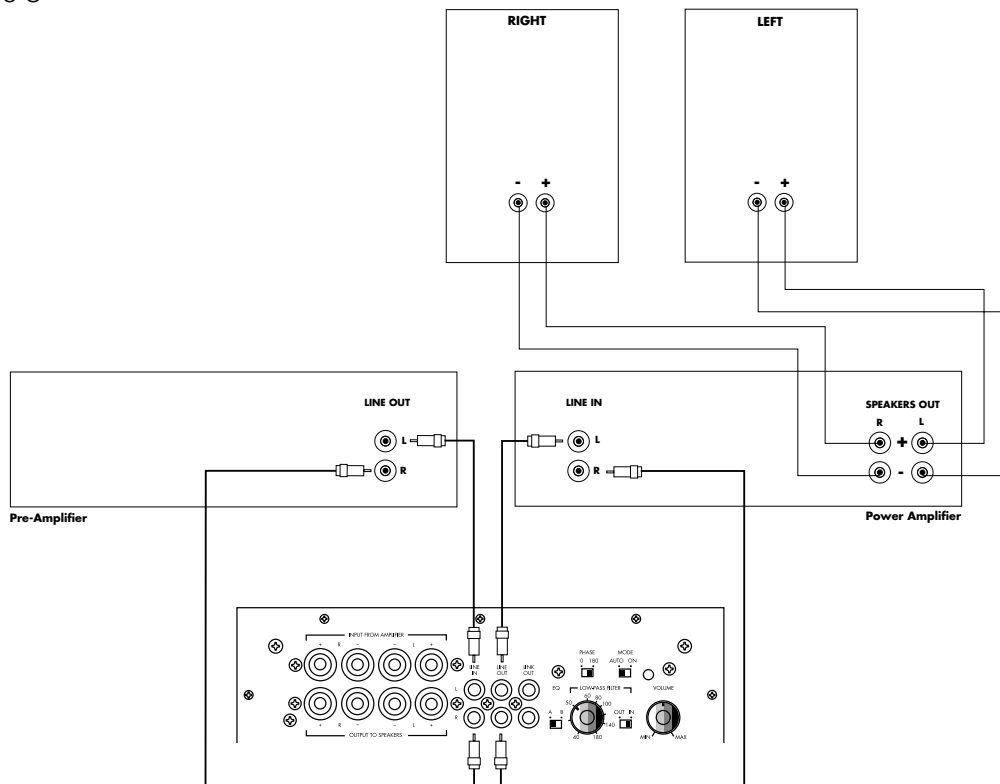 RIGHT
LEFT
- +
- +
LINE OUT
L
R
Pre-Amplifier
LINE IN
L
R
SPEAKERS OUT
R L
+
-
Power Amplifier
INPUT FROM AMPLIFIER
+ R - - L +
+ R - - L +
OUTPUT TO SPEAKERS
LINE IN
LINE OUT
LINK OUT
L
R
PHASE
0 180
MODE
AUTO ON
EQ
A B
LOW-PASS FILTER
40 50 60 80 100 140 180
OUT IN
VOLUME
MIN MAX